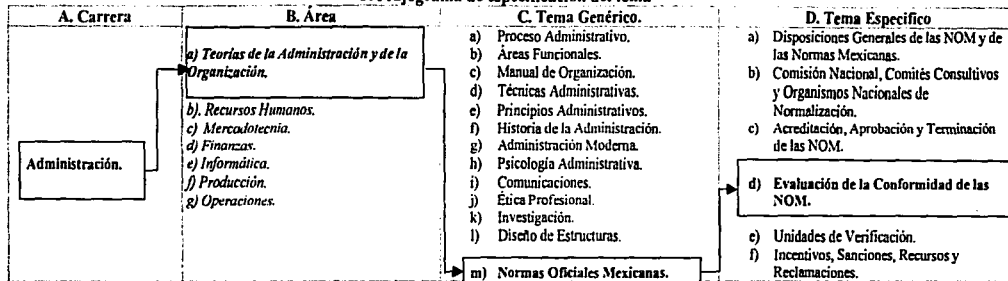 A. Carrera
B. Área
C. Tema Genérico.
D. Tema Especifico
Administración.
a) Teorías de la Administración y de la
Organización.
b). Recursos Humanos.
c) Mercadotecnia.
d) Finanzas.
e) Informática.
f) Producción.
g) Operaciones.
a) Proceso Administrativo.
b) Áreas Funcionales.
c) Manual de Organización.
d) Técnicas Administrativas.
e) Principios Administrativos.
f) Historia de la Administración.
g) Administración Moderna.
h) Psicología Administrativa.
i) Comunicaciones.
j) Ética Profesional.
k) Investigación.
l) Diseño de Estructuras.
m) Normas Oficiales Mexicanas.
a) Disposiciones Generales de las NOM y de
las Normas Mexicanas.
b) Comisión Nacional, Comités Consultivos
y Organismos Nacionales de
Normalización.
c) Acreditación, Aprobación y Terminación
de las NOM.
d) Evaluación de la Conformidad de las
NOM.
e) Unidades de Verificación.
f) Incentivos, Sanciones, Recursos y
Reclamaciones.